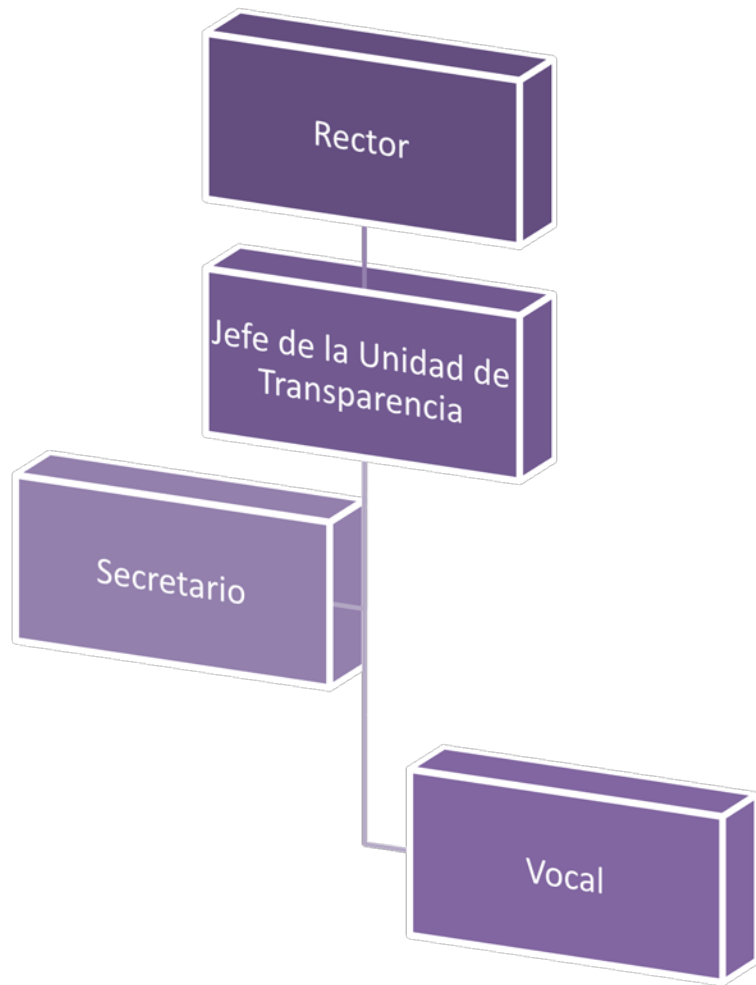 Rector
Jefe de la Unidad de
Transparencia
Secretario
Vocal